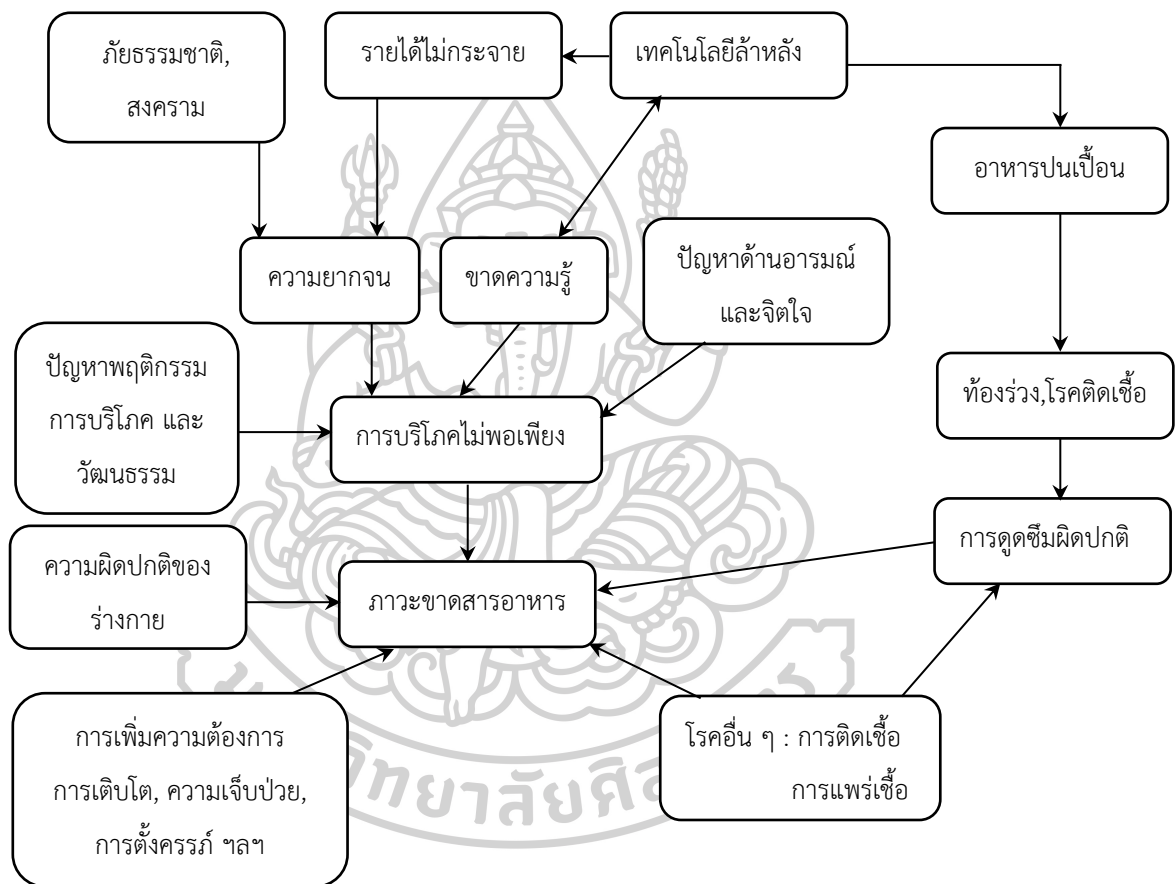 ภัยธรรมชาติ,
สงคราม
รายได้ไม่กระจาย
เทคโนโลยีล้าหลัง
อาหารปนเปื้อน
ความยากจน
ขาดความรู้
ปัญหาด้านอารมณ์
และจิตใจ
ปัญหาพฤติกรรม
การบริโภค และ
วัฒนธรรม
การบริโภคไม่พอเพียง
ท้องร่วง,โรคติดเชื้อ
การดูดซึมผิดปกติ
ความผิดปกติของ
ร่างกาย
ภาวะขาดสารอาหาร
การเพิ่มความต้องการ
การเติบโต, ความเจ็บป่วย,
การตั้งครรภ์ ฯลฯ
โรคอื่น ๆ : การติดเชื้อ
การแพร่เชื้อ